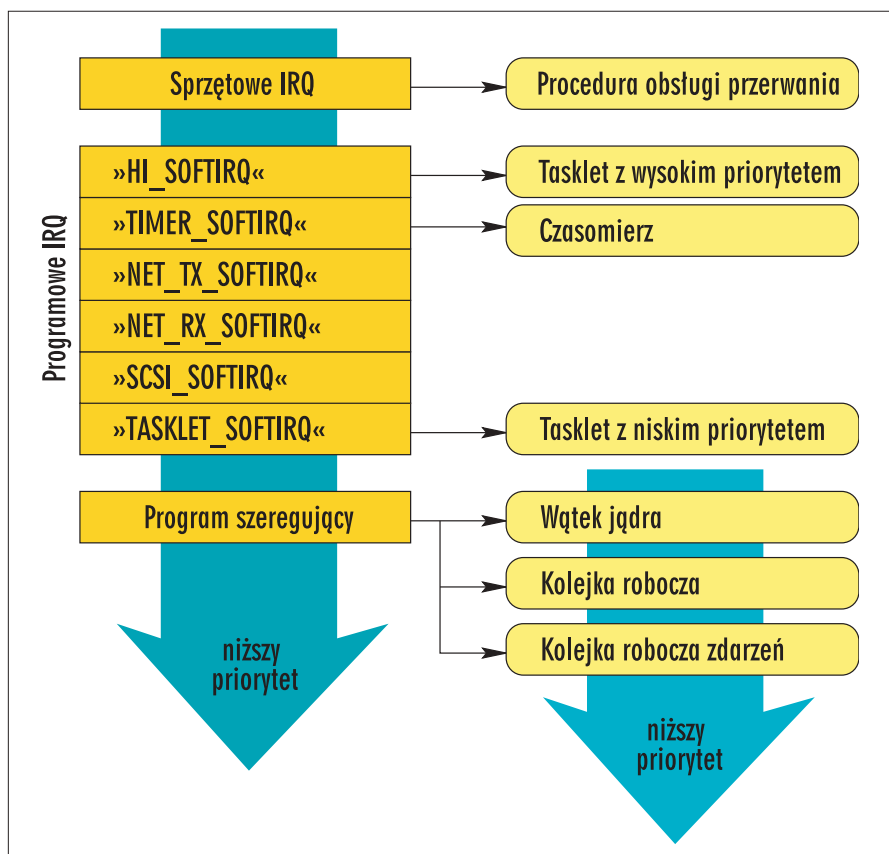 Sprzętowe IRQ
Procedura obsługi przerwania
Programowe IRQ
»HI_SOFTIRQ«
Tasklet z wysokim priorytetem
»TIMER_SOFTIRQ«
Czasomierz
»NET_TX_SOFTIRQ«
»NET_RX_SOFTIRQ«
»SCSI_SOFTIRQ«
»TASKLET_SOFTIRQ«
Tasklet z niskim priorytetem
Program szeregujący
Wątek jądra
Kolejka robocza
Kolejka robocza zdarzeń
niższy
priorytet
niższy
priorytet